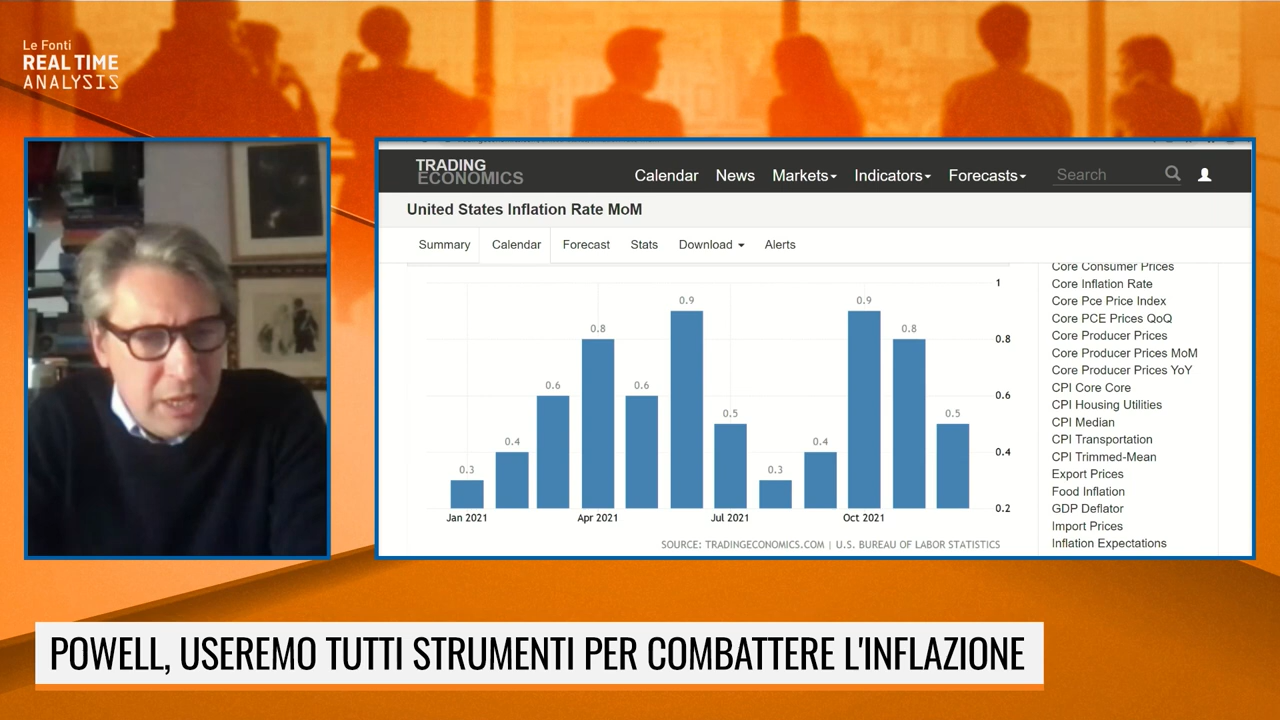 Le Fonti
REAL TIME
ANALYSIS
TRADING
ECONOMICS
Calendar News Markets Indicators Forecasts Search
United States Inflation Rate MoM
Summary Calendar Forecast Stats Download Alerts
Core Consumer Prices
Core Inflation Rate
Core Pce Price Index
Core PCE Prices QoQ
Core Producer Prices
Core Producer Prices MoM
Core Producer Prices YoY
CPI Core Core
CPI Housing Utilities
CPI Median
CPI Transportation
CPI Trimmed-Mean
Export Prices
Food Inflation
GDP Deflator
Import Prices
Inflation Expectations
1
0.8
0.6
0.4
0.2
0.3 0.4 0.6 0.8 0.6 0.9 0.5 0.3 0.4 0.9 0.8 0.5
Jan 2021 Apr 2021 Jul 2021 Oct 2021
SOURCE: TRADINGECONOMICS.COM | U.S. BUREAU OF LABOR STATISTICS
POWELL, USEREMO TUTTI STRUMENTI PER COMBATTERE L'INFLAZIONE